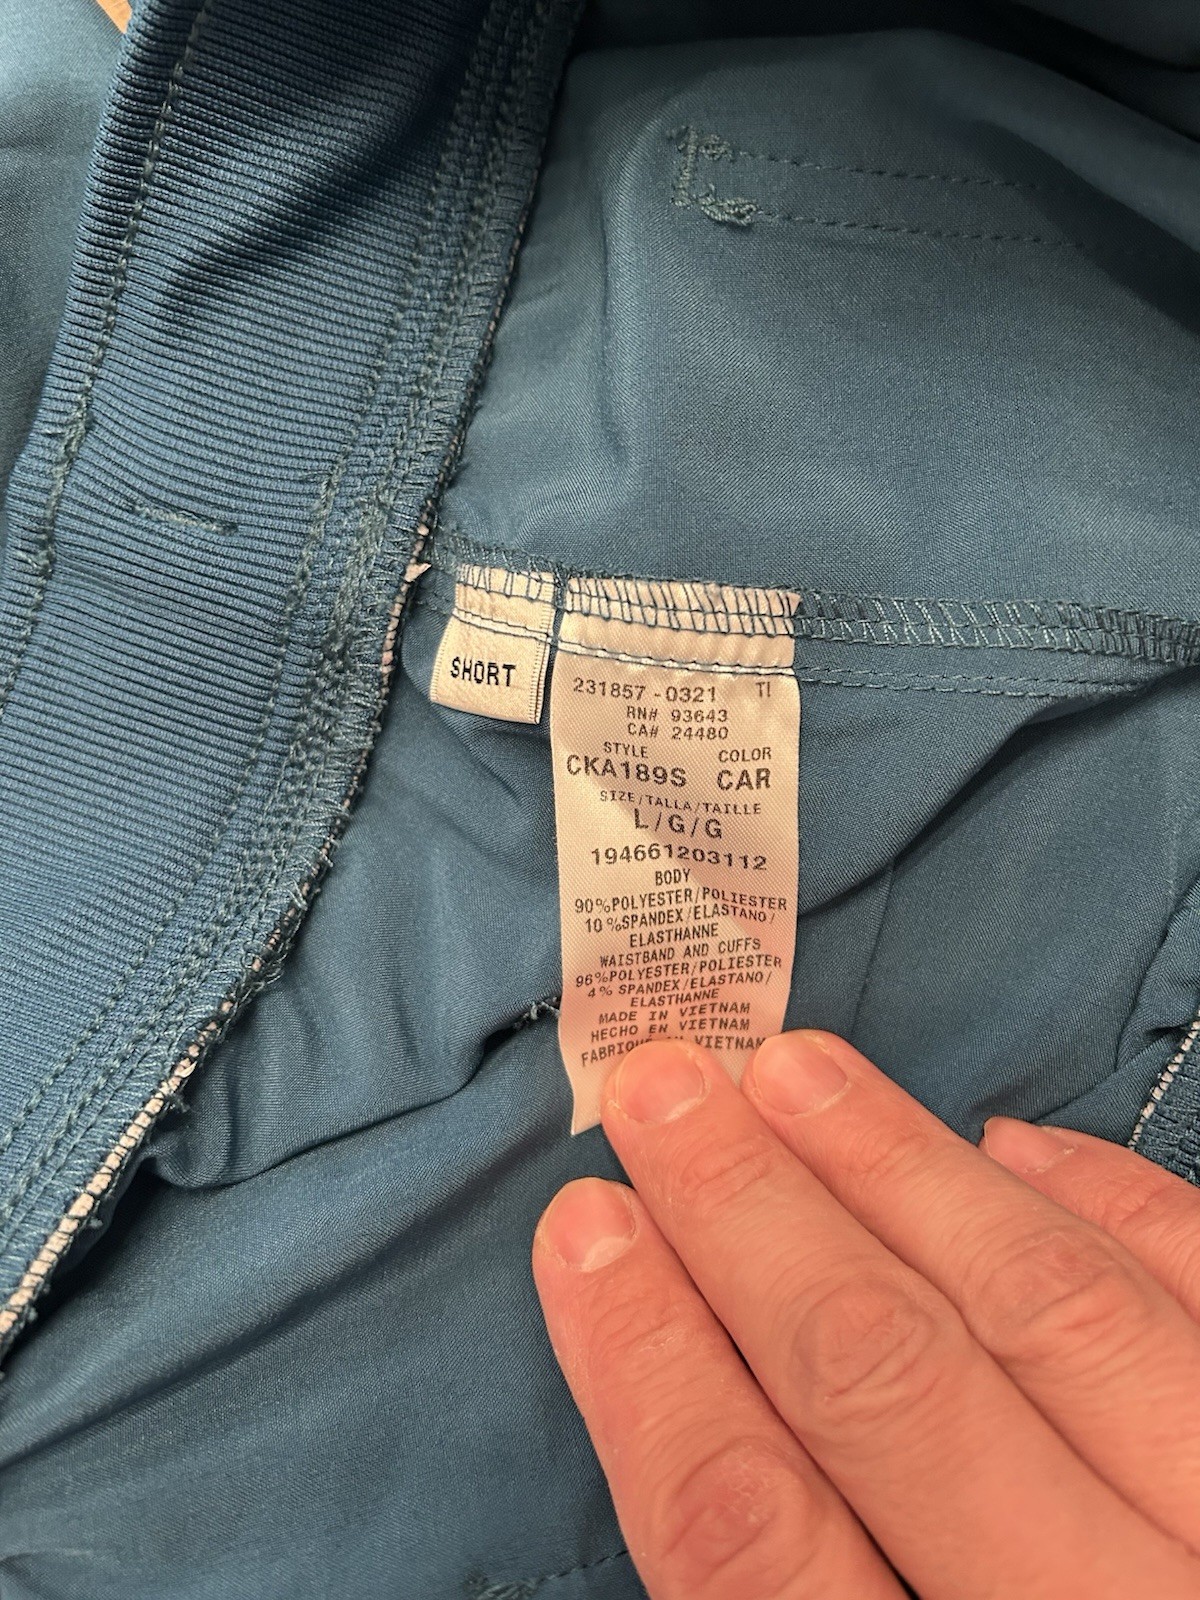 SHORT
231857-0321 TI
RN# 93643
CA# 24480
STYLE COLOR
CKA189S CAR
SIZE/TALLA/TAILLE
L/G/G
194661203112
BODY
90%POLYESTER/POLIESTER
10%SPANDEX/ELASTANO/
ELASTHANNE
WAISTBAND AND CUFFS
96%POLYESTER/POLIESTER
4% SPANDEX/ELASTANO/
ELASTHANNE
MADE IN VIETNAM
HECHO EN VIETNAM
VIETNAM